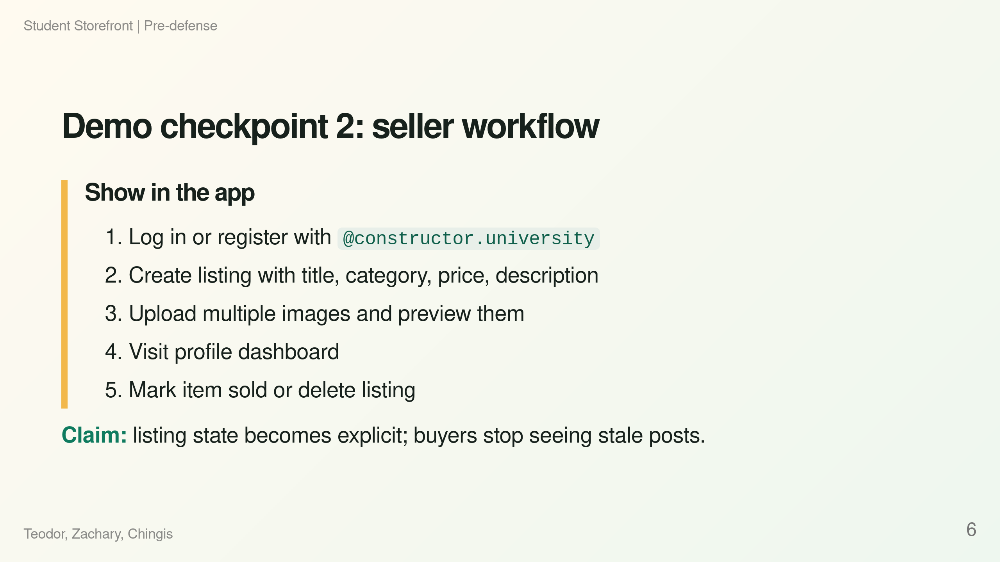 Student Storefront | Pre-defense
Demo checkpoint 2: seller workflow
Show in the app
1. Log in or register with @constructor.university
2. Create listing with title, category, price, description
3. Upload multiple images and preview them
4. Visit profile dashboard
5. Mark item sold or delete listing
Claim: listing state becomes explicit; buyers stop seeing stale posts.
Teodor, Zachary, Chingis
6